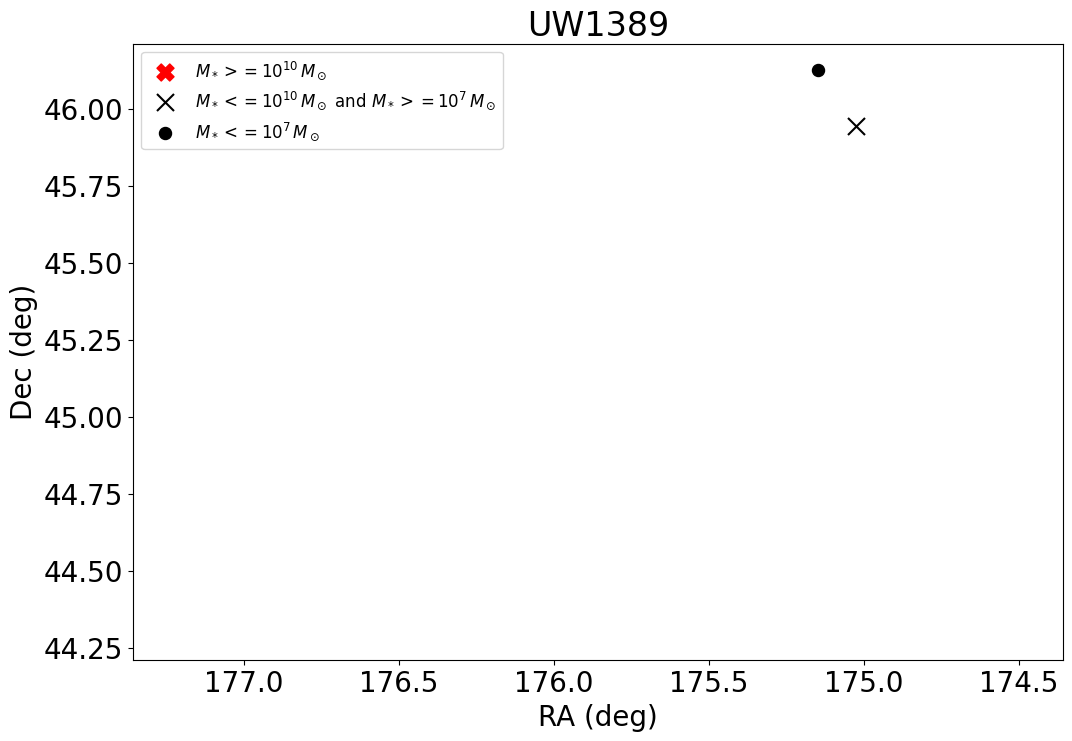 UW1389
M* >= 10^10 M⊙
M* <= 10^10 M⊙ and M* >= 10^7 M⊙
M* <= 10^7 M⊙
46.00
45.75
45.50
45.25
45.00
44.75
44.50
44.25
Dec (deg)
177.0 176.5 176.0 175.5 175.0 174.5
RA (deg)